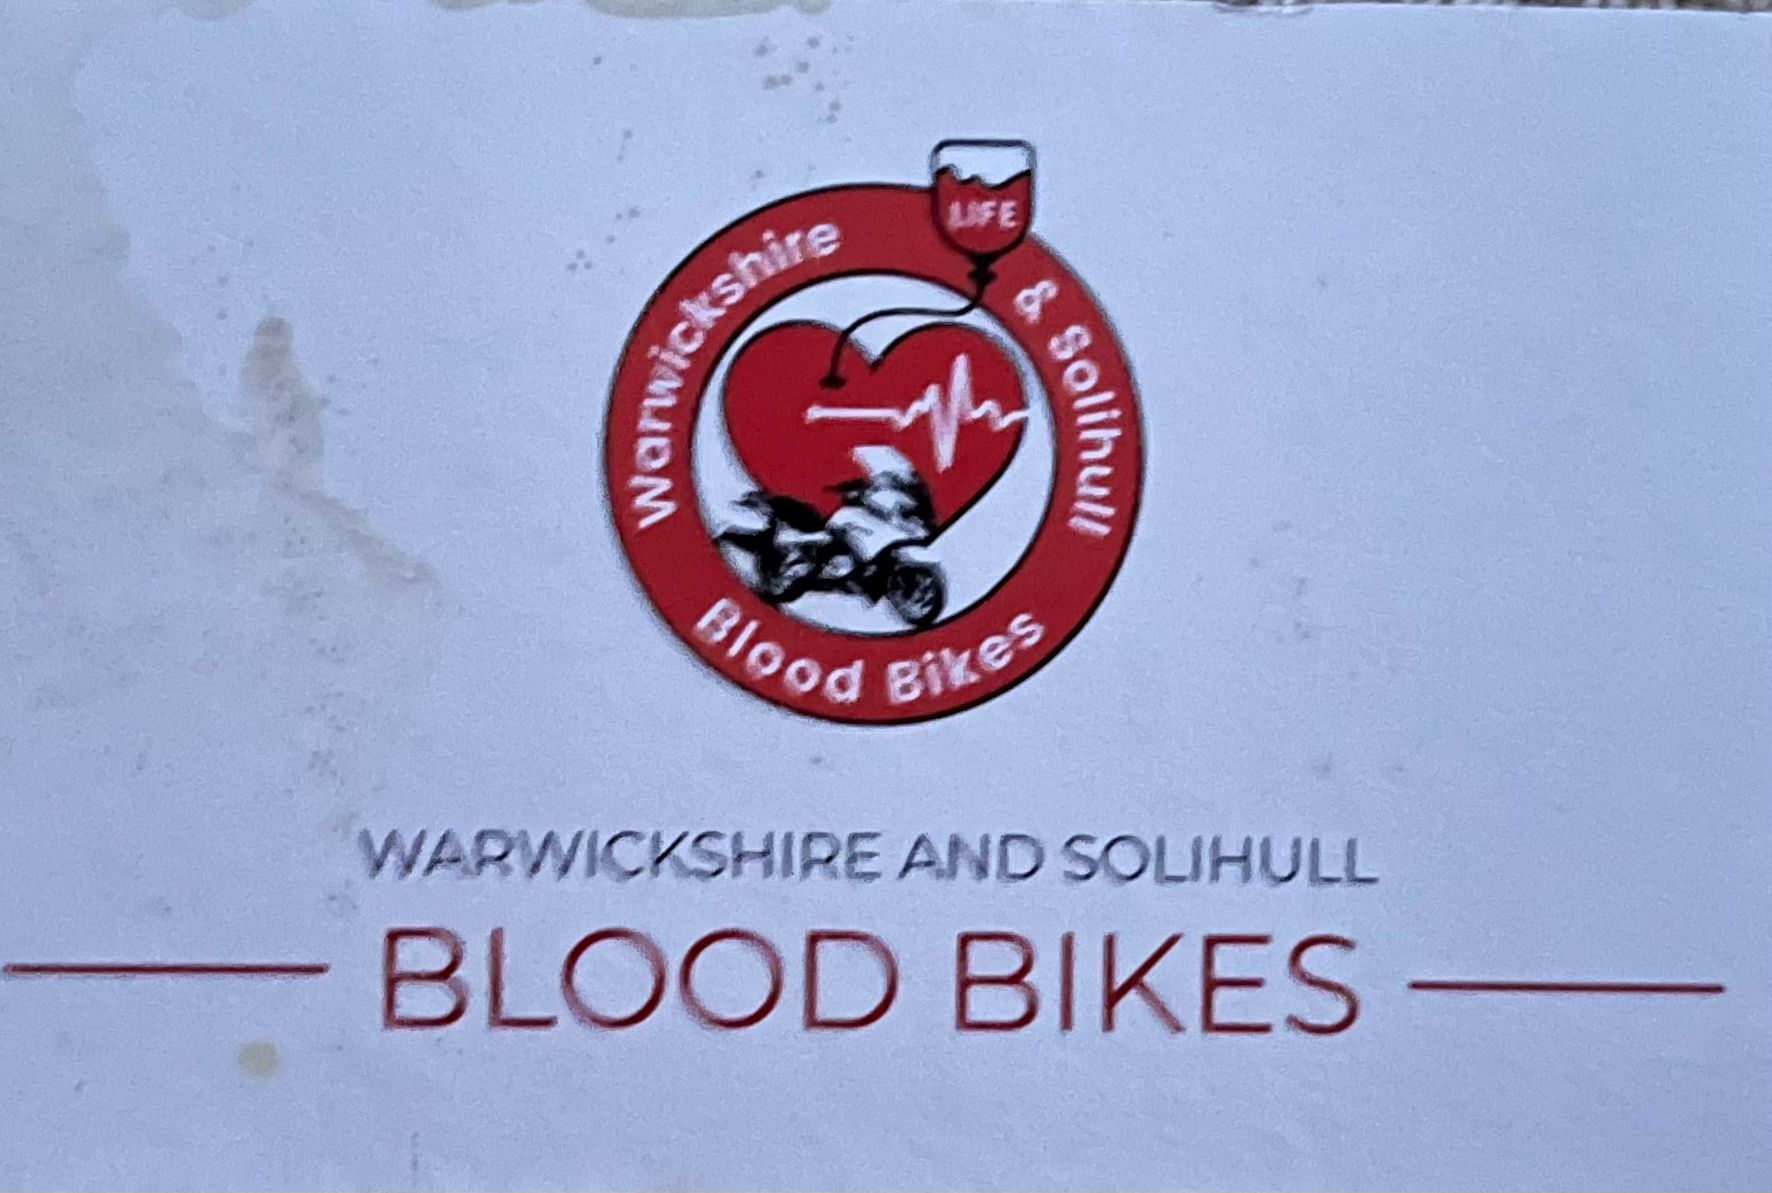 LIFE
Warwickshire & Solihull
Blood Bikes
WARWICKSHIRE AND SOLIHULL
BLOOD BIKES